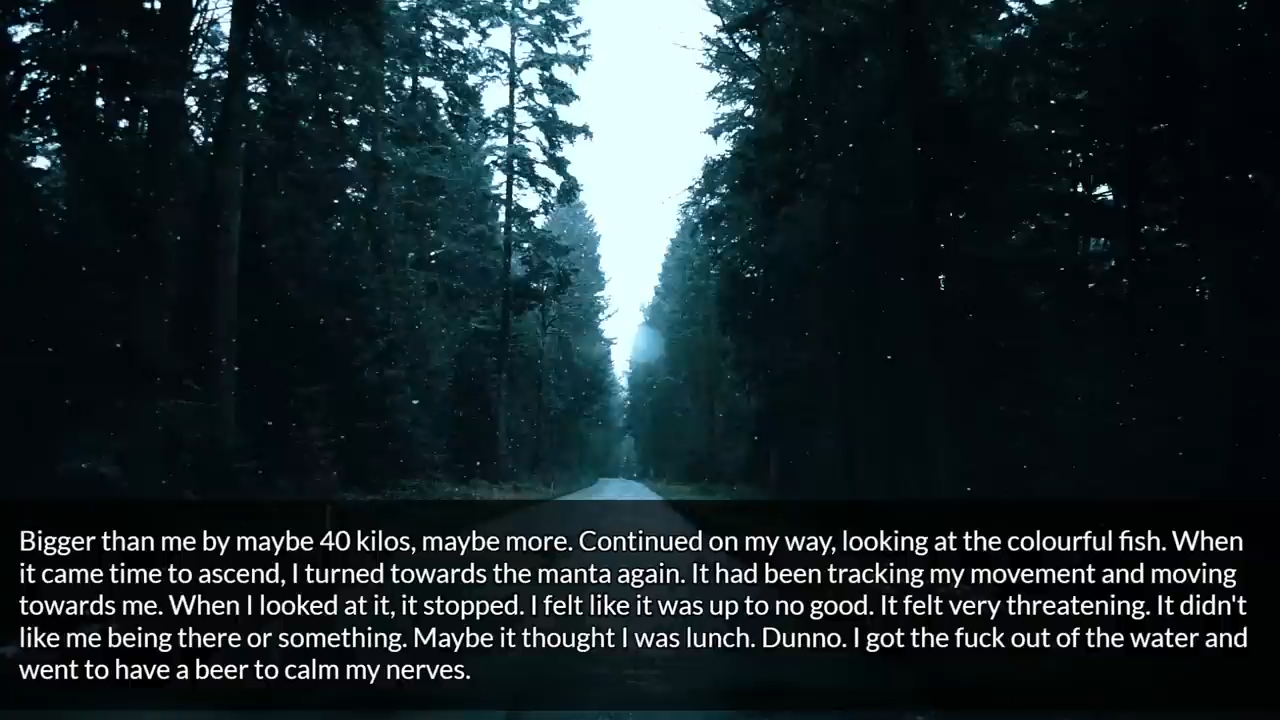 Bigger than me by maybe 40 kilos, maybe more. Continued on my way, looking at the colourful fish. When
it came time to ascend, I turned towards the manta again. It had been tracking my movement and moving
towards me. When I looked at it, it stopped. I felt like it was up to no good. It felt very threatening. It didn't
like me being there or something. Maybe it thought I was lunch. Dunno. I got the fuck out of the water and
went to have a beer to calm my nerves.